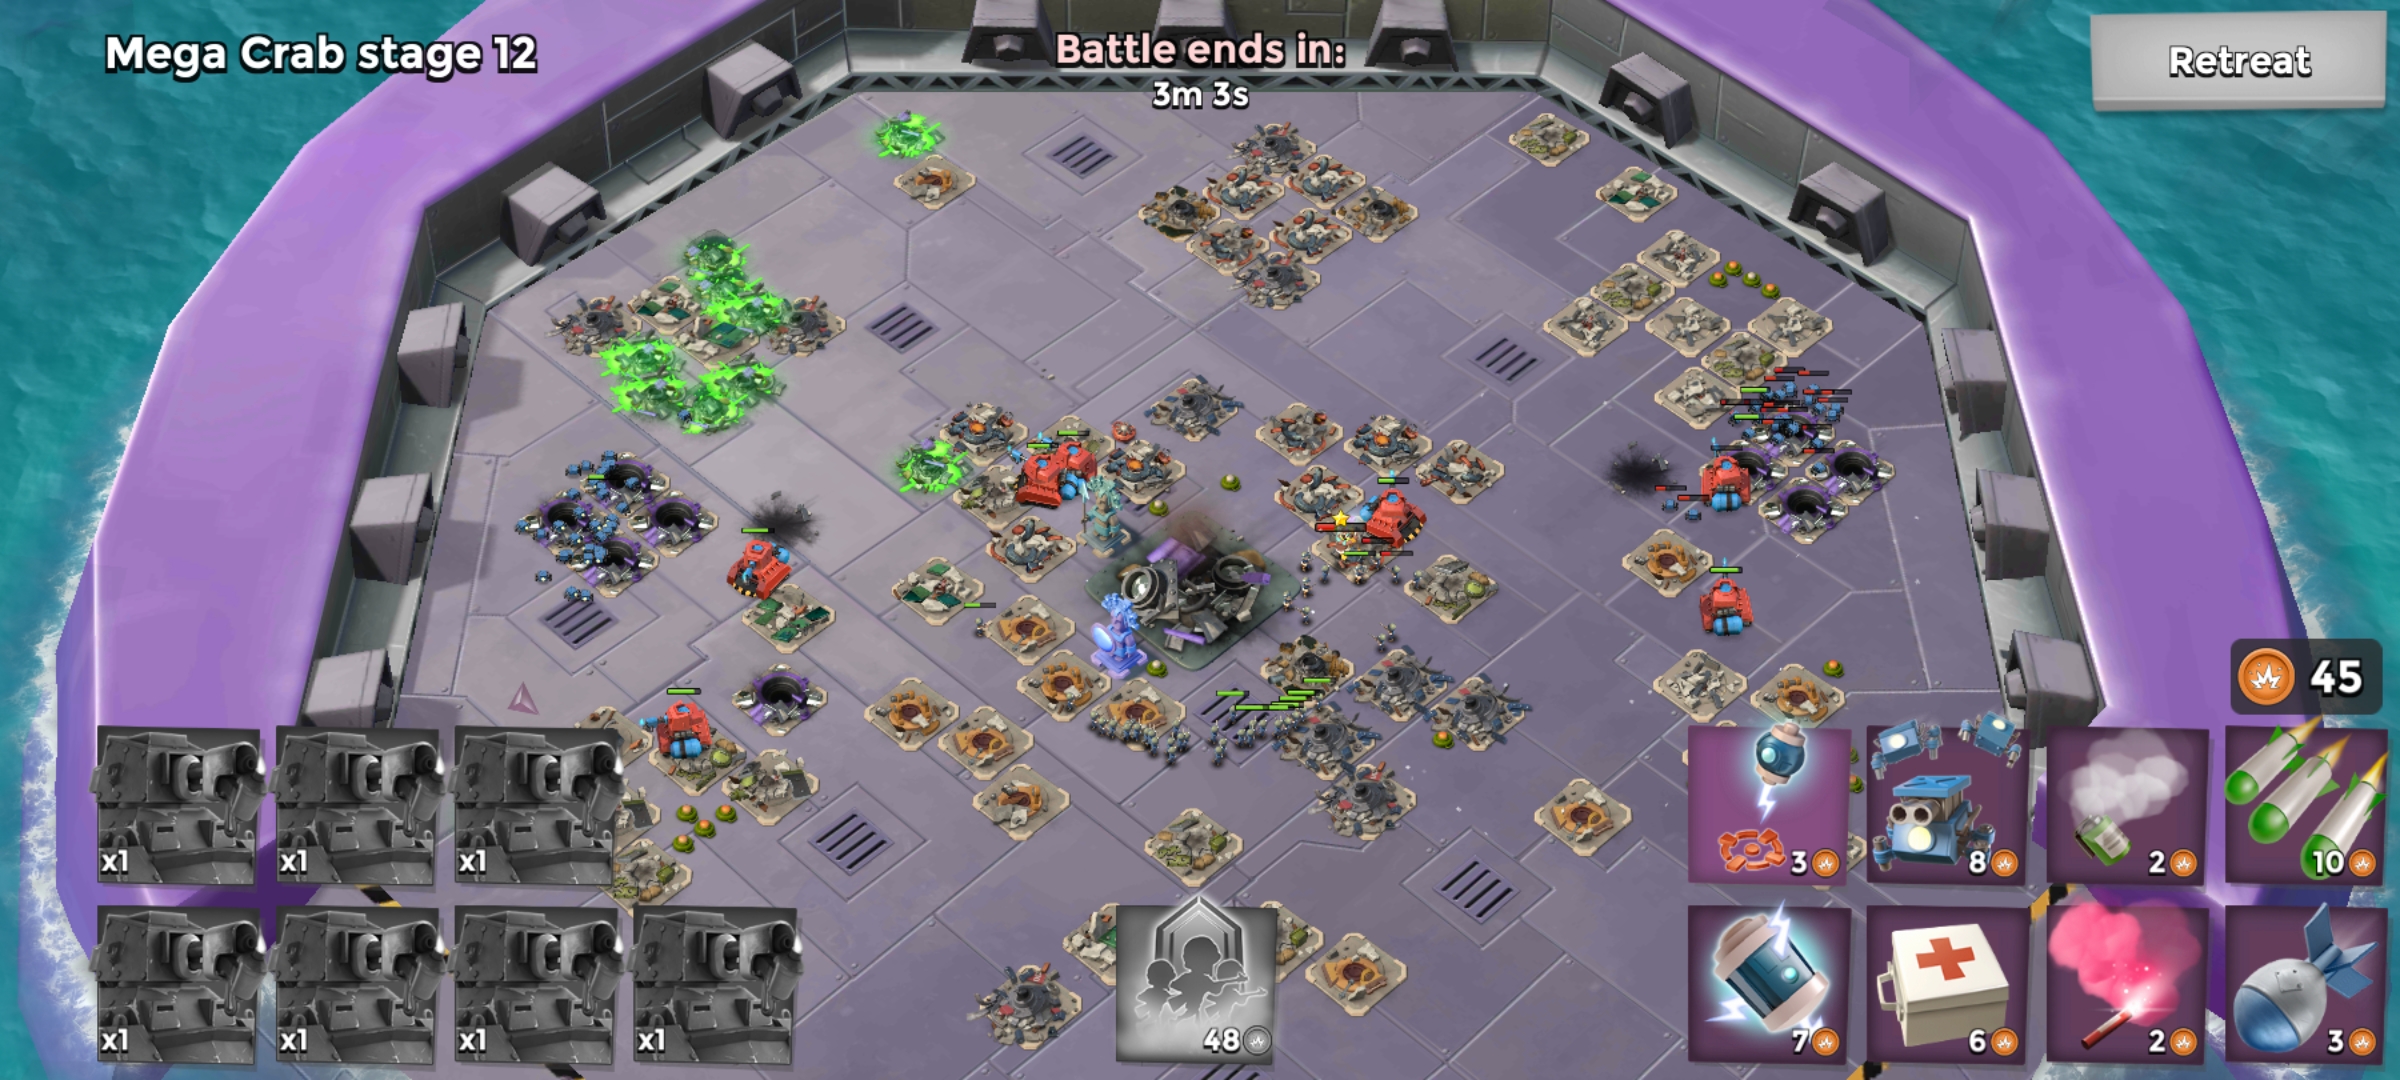 Mega Crab stage 12
Battle ends in:
3m 3s
Retreat
45
x1
x1
x1
3
8
2
10
x1
x1
x1
x1
48
7
6
2
3